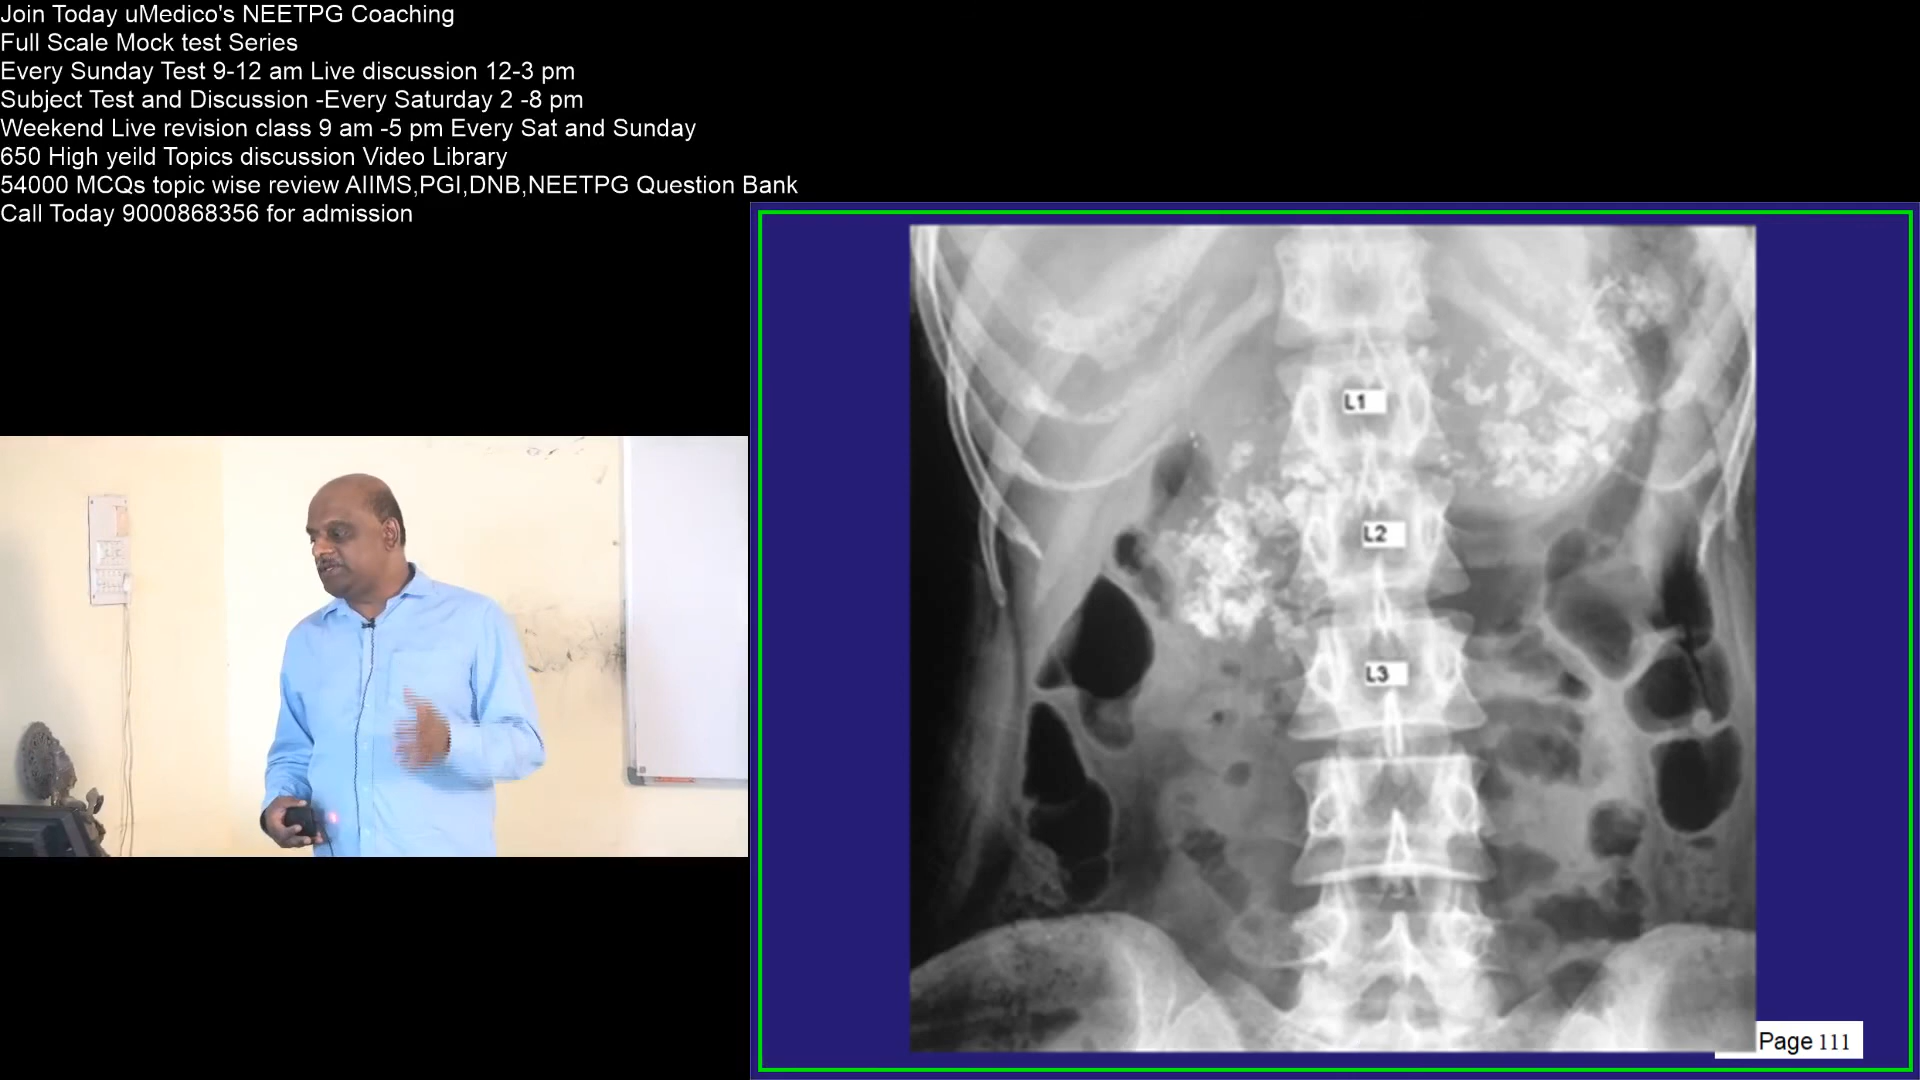 Join Today uMedico's NEETPG Coaching
Full Scale Mock test Series
Every Sunday Test 9-12 am Live discussion 12-3 pm
Subject Test and Discussion -Every Saturday 2 -8 pm
Weekend Live revision class 9 am -5 pm Every Sat and Sunday
650 High yeild Topics discussion Video Library
54000 MCQs topic wise review AIIMS,PGI,DNB,NEETPG Question Bank
Call Today 9000868356 for admission
L1
L2
L3
Page 111